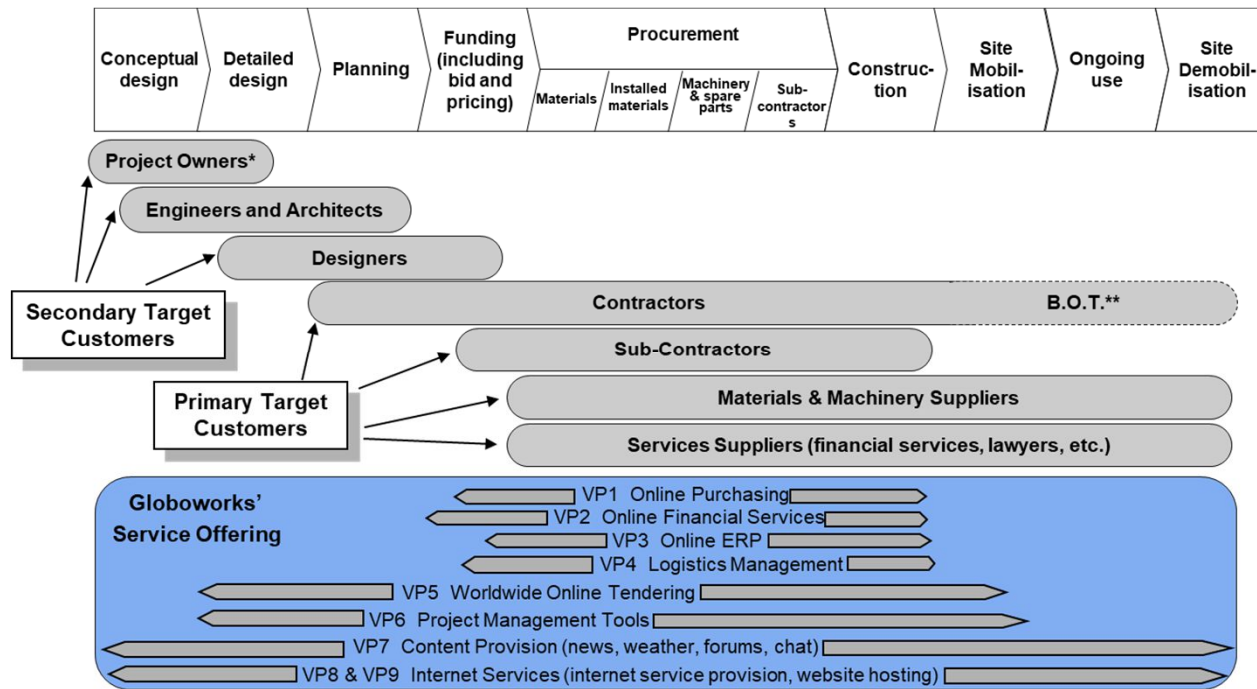 Conceptual
design
Detailed
design
Planning
Funding
(including
bid and
pricing)
Procurement
Materials
Installed
materials
Machinery
& spare
parts
Sub-
contractor
s
Construc-
tion
Site
Mobil-
isation
Ongoing
use
Site
Demobil-
isation
Project Owners*
Engineers and Architects
Designers
Secondary Target
Customers
Contractors
B.O.T.**
Sub-Contractors
Primary Target
Customers
Materials & Machinery Suppliers
Services Suppliers (financial services, lawyers, etc.)
Globoworks'
Service Offering
VP1 Online Purchasing
VP2 Online Financial Services
VP3 Online ERP
VP4 Logistics Management
VP5 Worldwide Online Tendering
VP6 Project Management Tools
VP7 Content Provision (news, weather, forums, chat)
VP8 & VP9 Internet Services (internet service provision, website hosting)